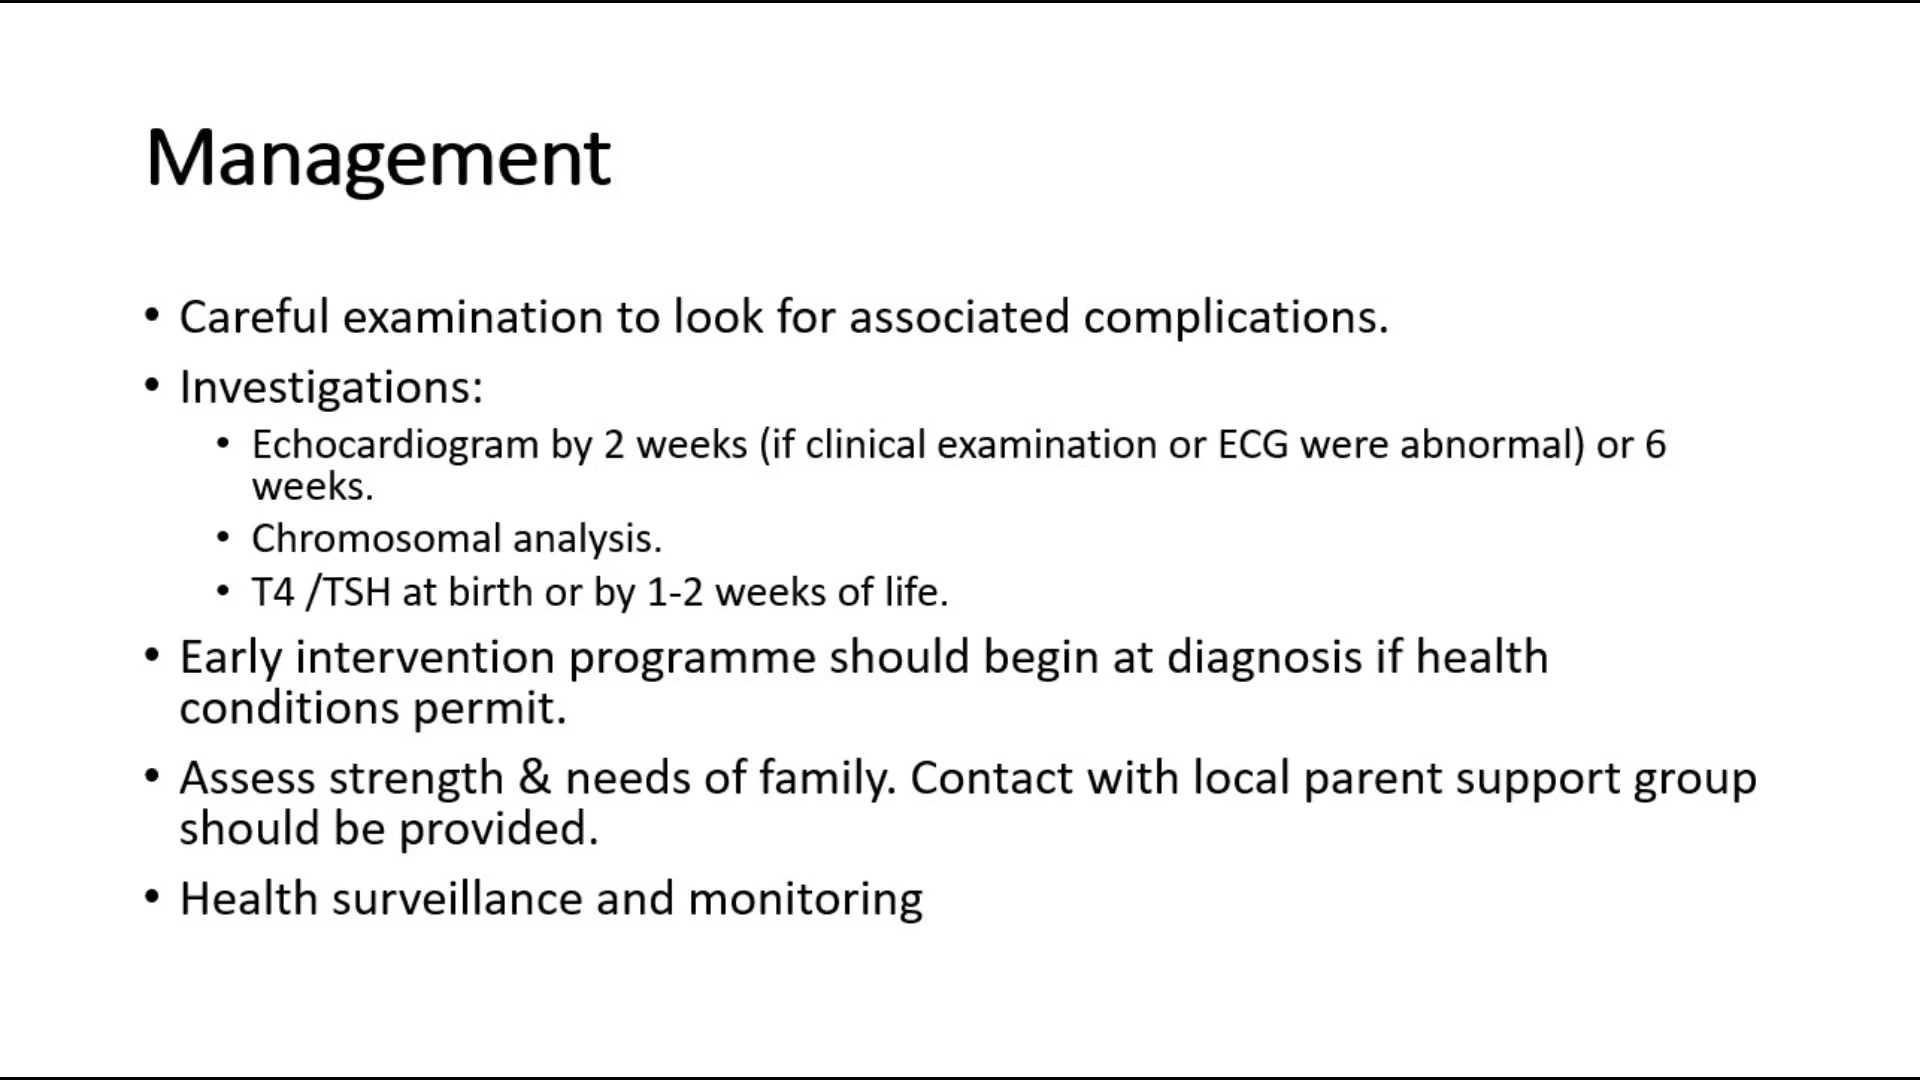 Management
• Careful examination to look for associated complications.
• Investigations:
• Echocardiogram by 2 weeks (if clinical examination or ECG were abnormal) or 6
weeks.
• Chromosomal analysis.
• T4 /TSH at birth or by 1-2 weeks of life.
• Early intervention programme should begin at diagnosis if health
conditions permit.
• Assess strength & needs of family. Contact with local parent support group
should be provided.
• Health surveillance and monitoring